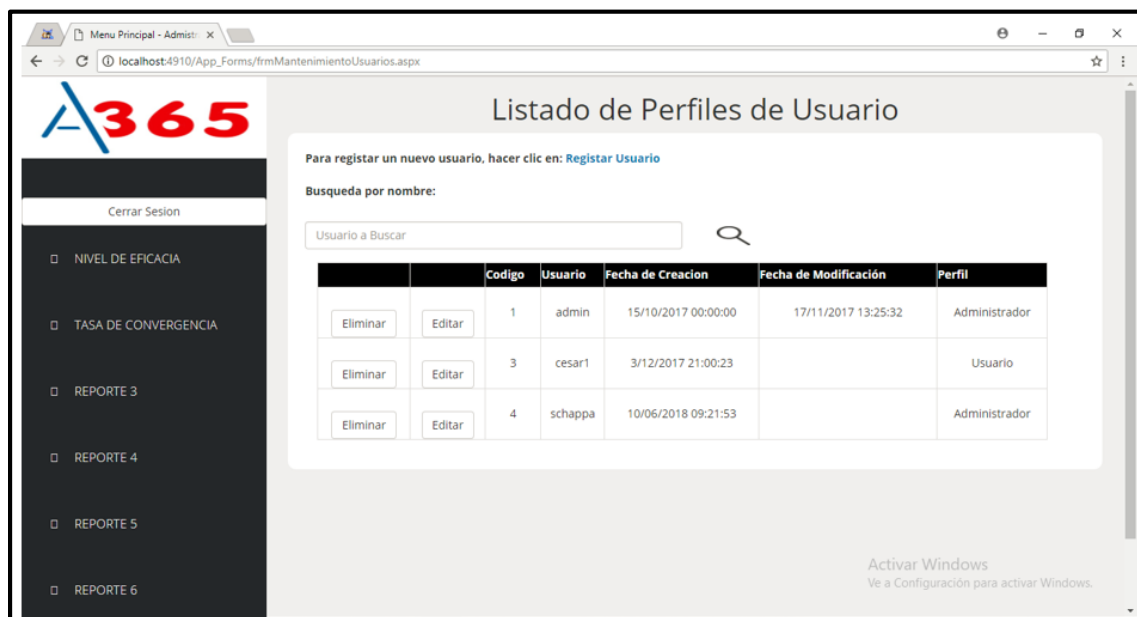 Menu Principal - Admistr
localhost:4910/App_Forms/frmMantenimientoUsuarios.aspx
A365
Cerrar Sesion
NIVEL DE EFICACIA
TASA DE CONVERGENCIA
REPORTE 3
REPORTE 4
REPORTE 5
REPORTE 6
Listado de Perfiles de Usuario
Para registrar un nuevo usuario, hacer clic en: Registar Usuario
Busqueda por nombre:
Usuario a Buscar
Codigo Usuario Fecha de Creacion Fecha de Modificación Perfil
Eliminar Editar 1 admin 15/10/2017 00:00:00 17/11/2017 13:25:32 Administrador
Eliminar Editar 3 cesar1 3/12/2017 21:00:23 Usuario
Eliminar Editar 4 schappa 10/06/2018 09:21:53 Administrador
Activar Windows
Ve a Configuración para activar Windows.